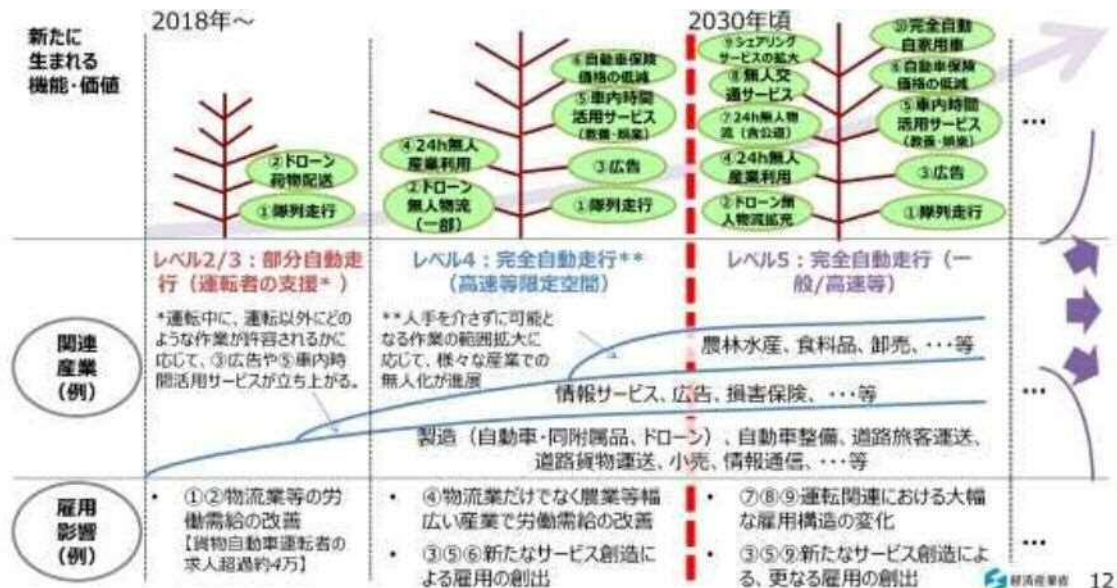 新たに
生まれる
機能・価値
2018年～
②ドローン
荷物配送
①隊列走行
⑥自動車保険
価格の低減
⑤車内時間
活用サービス
(教養・娯楽)
④24h無人
産業利用
③広告
②ドローン
無人物流
(一部)
①隊列走行
2030年頃
⑩完全自動
自家用車
⑨シェアリング
サービスの拡大
⑥自動車保険
価格の低減
⑧無人交
通サービス
⑤車内時間
活用サービス
(教養・娯楽)
⑦24h無人物
流（含公道）
④24h無人
産業利用
③広告
②ドローン無
人物流拡充
①隊列走行
…
関連
産業
（例）
レベル2/3：部分自動走
行（運転者の支援*）
*運転中に、運転以外にどの
ような作業が許容されるかに
応じて、③広告や⑤車内時
間活用サービスが立ち上がる。
レベル4：完全自動走行**
（高速等限定空間）
**人手を介さずに可能と
なる作業の範囲拡大に
応じて、様々な産業での
無人化が進展
レベル5：完全自動走行（一
般/高速等）
農林水産、食料品、卸売、・・・等
情報サービス、広告、損害保険、・・・等
製造（自動車・同附属品、ドローン）、自動車整備、道路旅客運送、
道路貨物運送、小売、情報通信、・・・等
…
雇用
影響
（例）
• ①②物流業等の労
働需給の改善
【貨物自動車運転者の
求人超過約4万】
• ④物流業だけでなく農業等幅
広い産業で労働需給の改善
• ③⑤⑥新たなサービス創造に
よる雇用の創出
• ⑦⑧⑨運転関連における大幅
な雇用構造の変化
• ③⑤⑨新たなサービス創造によ
る、更なる雇用の創出
…
経済産業省
12